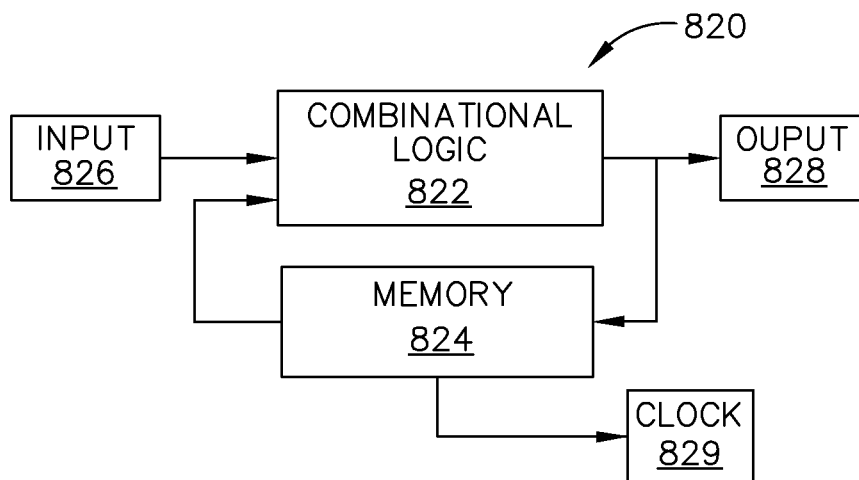 820
COMBINATIONAL
LOGIC
822
INPUT
826
OUPUT
828
MEMORY
824
CLOCK
829